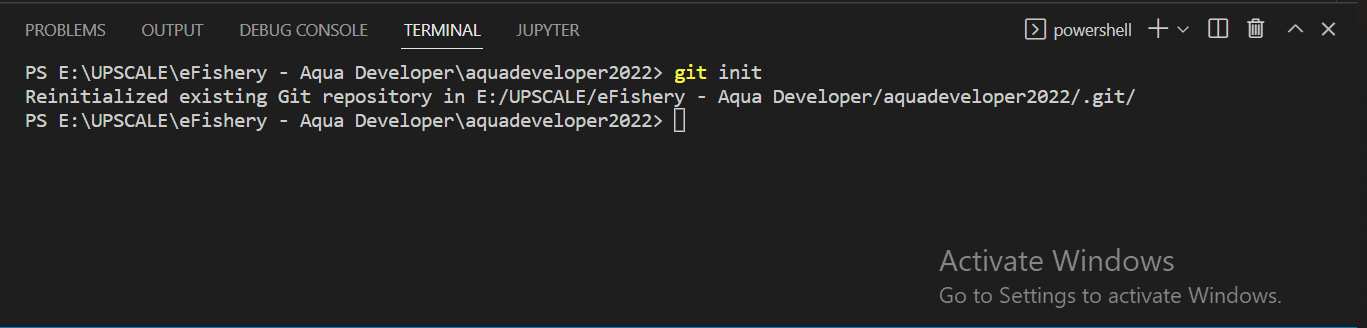 PROBLEMS OUTPUT DEBUG CONSOLE TERMINAL JUPYTER powershell
PS E:\UPSCALE\eFishery - Aqua Developer\aquadeveloper2022> git init
Reinitialized existing Git repository in E:/UPSCALE/eFishery - Aqua Developer/aquadeveloper2022/.git/
PS E:\UPSCALE\eFishery - Aqua Developer\aquadeveloper2022>
Activate Windows
Go to Settings to activate Windows.